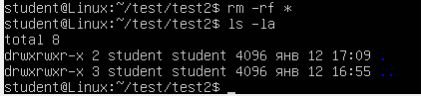 student@Linux:~/test/test2$ rm -rf *
student@Linux:~/test/test2$ ls -la
total 8
drwxrwxr-x 2 student student 4096 янв 12 17:09 .
drwxrwxr-x 3 student student 4096 янв 12 16:55 ..
student@Linux:~/test/test2$ _